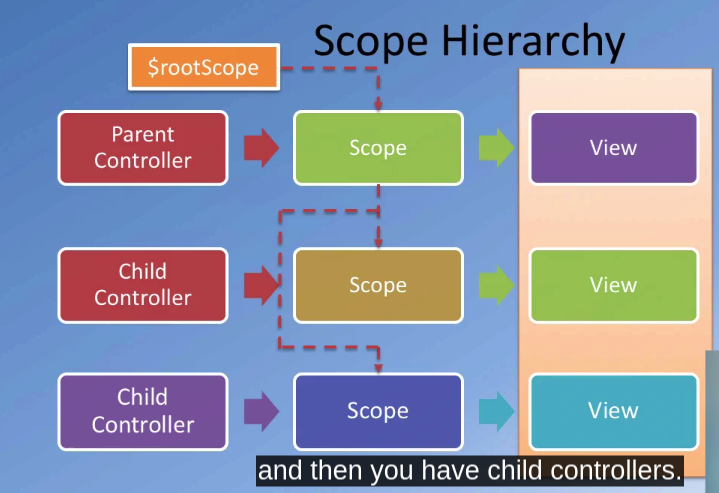 Scope Hierarchy
$rootScope
Parent
Controller
Scope
View
Child
Controller
Scope
View
Child
Controller
Scope
View
and then you have child controllers.